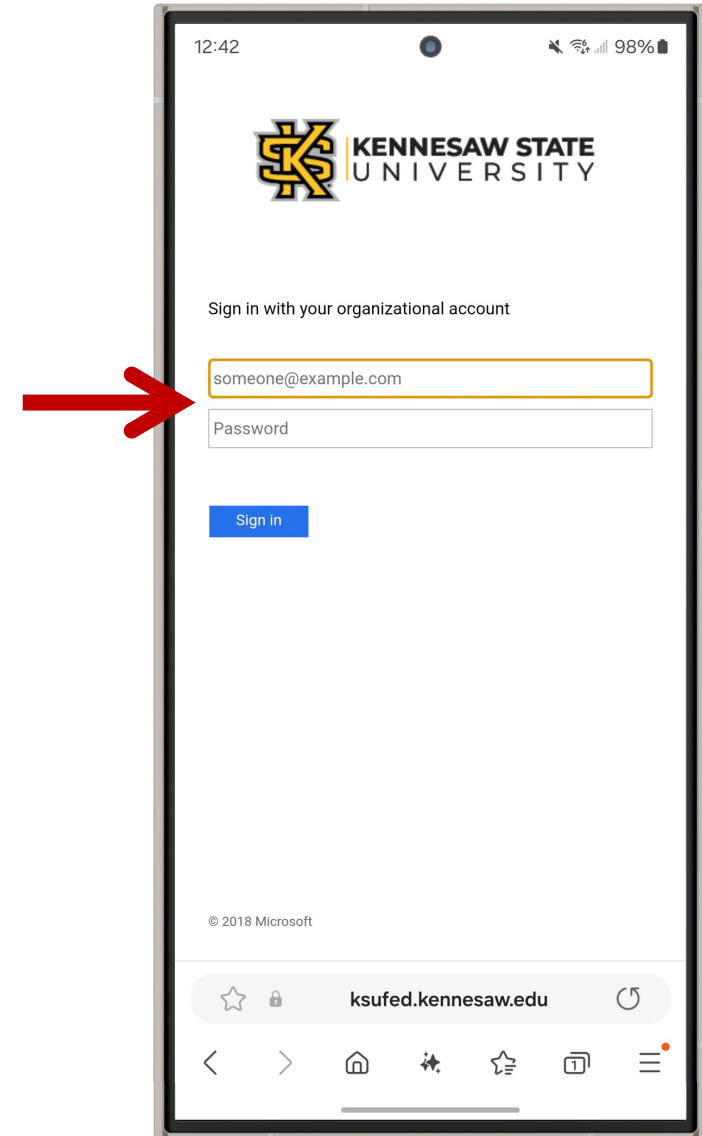 12:42
98%
KS
KENNESAW STATE
UNIVERSITY
Sign in with your organizational account
someone@example.com
Password
Sign in
© 2018 Microsoft
ksufed.kennesaw.edu
1